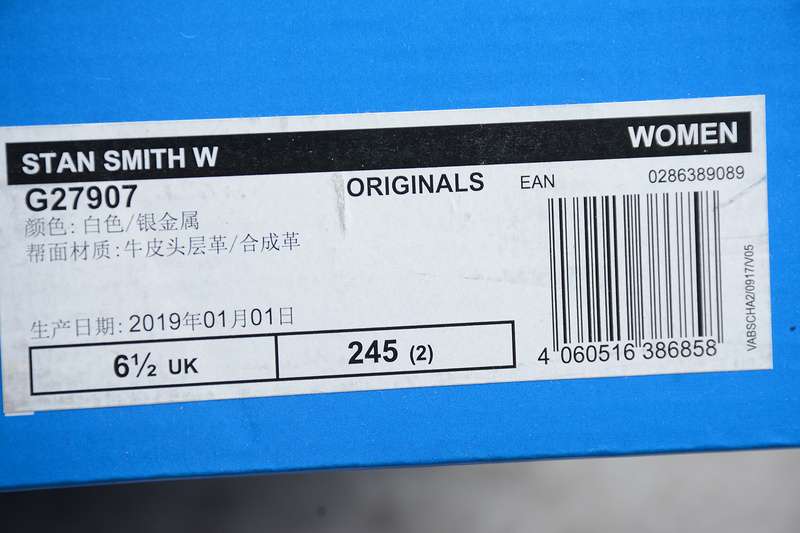 STAN SMITH W WOMEN
G27907 ORIGINALS EAN 0286389089
颜色: 白色/银金属
帮面材质: 牛皮头层革/合成革
生产日期: 2019年01月01日
6½ UK 245 (2)
4 060516 386858
VABSCHA2/0917/V05